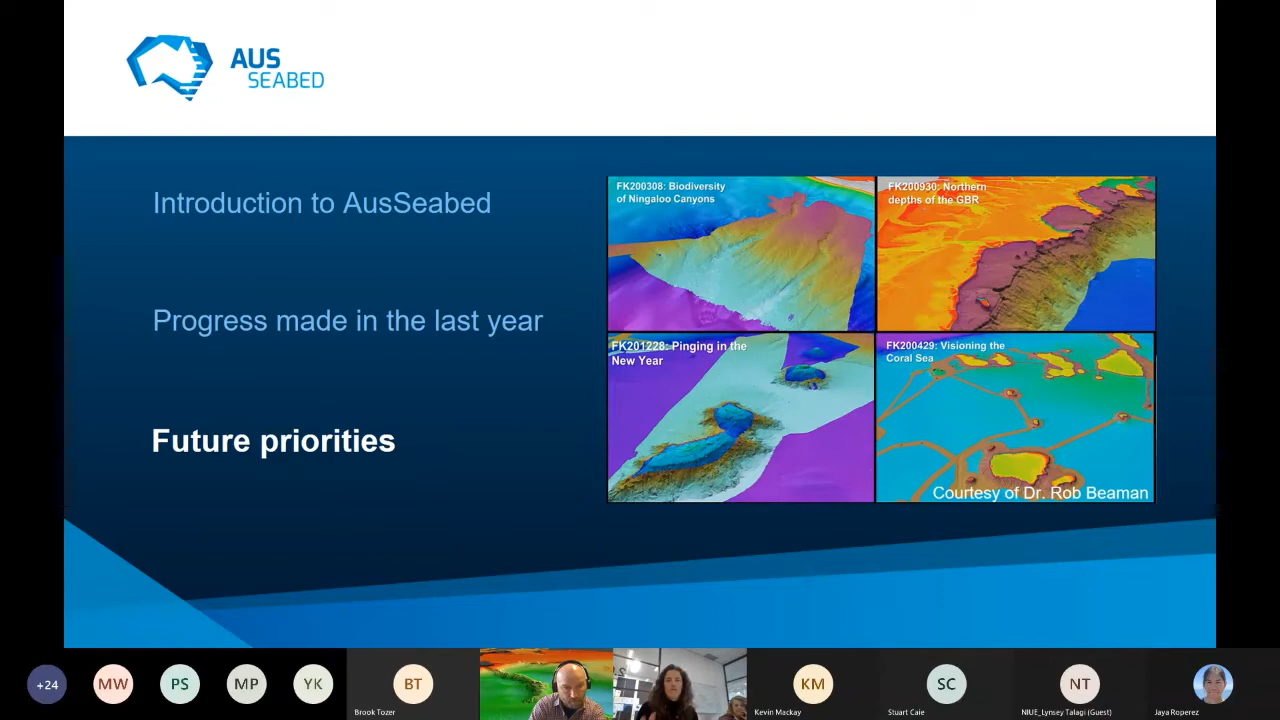 AUS
SEABED
Introduction to AusSeabed
Progress made in the last year
Future priorities
FK200308: Biodiversity
of Ningaloo Canyons
FK200930: Northern
depths of the GBR
FK201228: Pinging in the
New Year
FK200429: Visioning the
Coral Sea
Courtesy of Dr. Rob Beaman
+24
MW
PS
MP
YK
BT
Brook Tozer
KM
Kevin Mackay
SC
Stuart Caie
NT
NIUE_Lynsey Talagi (Guest)
Jaya Roperez